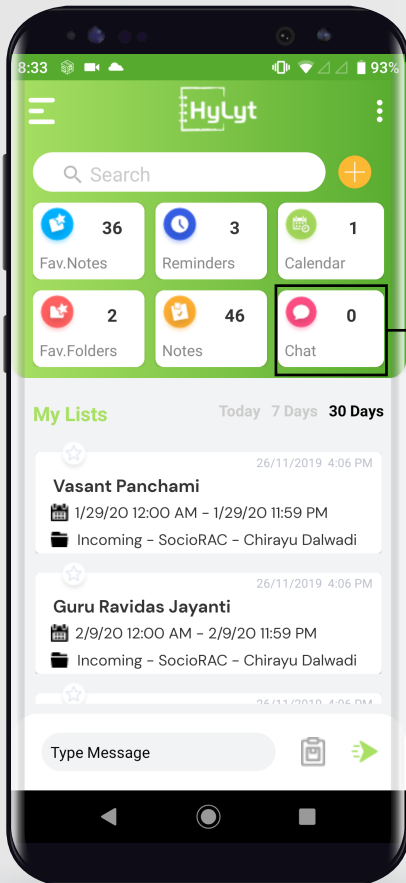 8:33
93%
HyLyt
Search
36
Fav.Notes
3
Reminders
1
Calendar
2
Fav.Folders
46
Notes
0
Chat
My Lists
Today 7 Days 30 Days
26/11/2019 4:06 PM
Vasant Panchami
1/29/20 12:00 AM - 1/29/20 11:59 PM
Incoming - SocioRAC - Chirayu Dalwadi
26/11/2019 4:06 PM
Guru Ravidas Jayanti
2/9/20 12:00 AM - 2/9/20 11:59 PM
Incoming - SocioRAC - Chirayu Dalwadi
26/11/2019 4:06 PM
Type Message